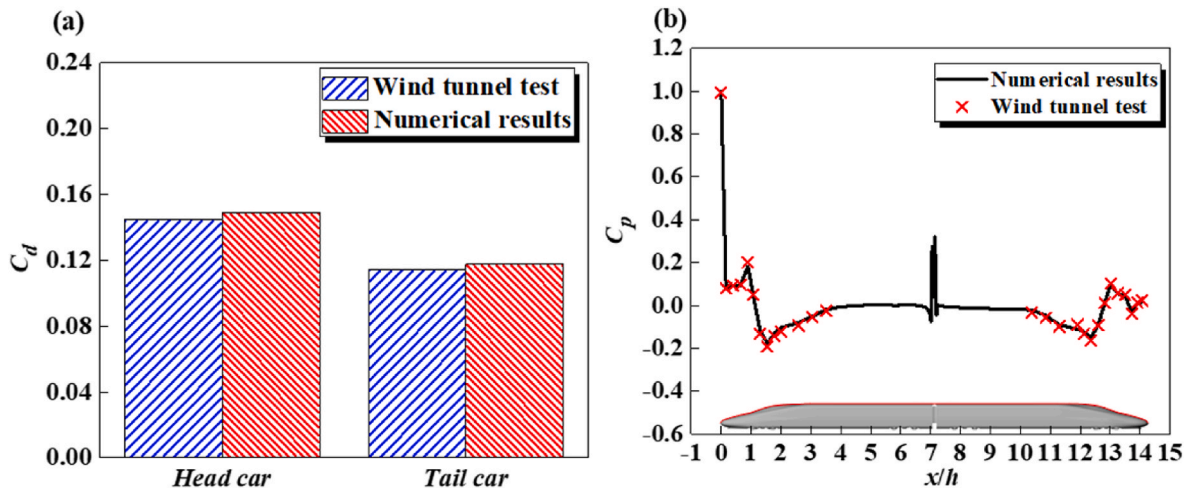 (a)
0.24
0.20
0.16
0.12
0.08
0.04
0.00
C_d
Wind tunnel test
Numerical results
Head car
Tail car
(b)
1.2
1.0
0.8
0.6
0.4
0.2
0.0
-0.2
-0.4
-0.6
C_p
Numerical results
Wind tunnel test
-1 0 1 2 3 4 5 6 7 8 9 10 11 12 13 14 15
x/h